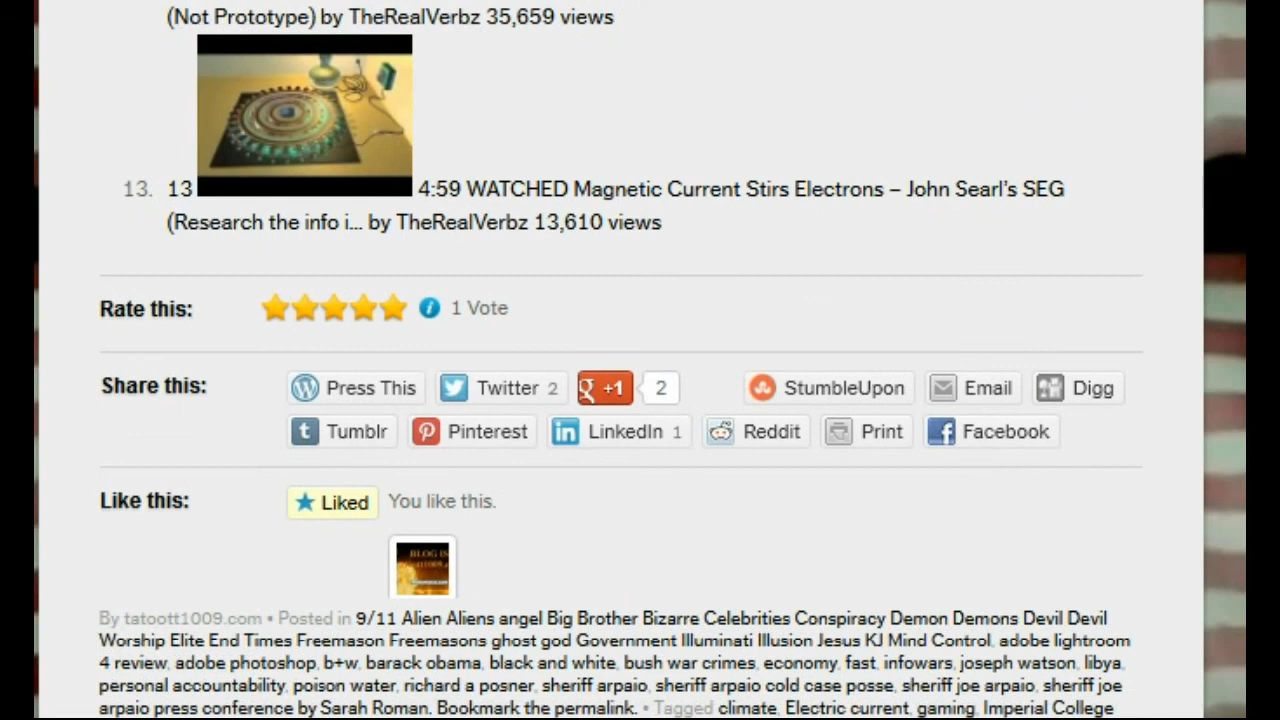 (Not Prototype) by TheRealVerbz 35,659 views
13. 13 4:59 WATCHED Magnetic Current Stirs Electrons – John Searl's SEG
(Research the info i... by TheRealVerbz 13,610 views
Rate this: 1 Vote
Share this: Press This Twitter 2 g +1 2 StumbleUpon Email Digg
t Tumblr Pinterest in LinkedIn 1 Reddit Print f Facebook
Like this: Liked You like this.
BLOG IS
By tatoott1009.com • Posted in 9/11 Alien Aliens angel Big Brother Bizarre Celebrities Conspiracy Demon Demons Devil Devil
Worship Elite End Times Freemason Freemasons ghost god Government Illuminati Illusion Jesus KJ Mind Control, adobe lightroom
4 review, adobe photoshop, b+w, barack obama, black and white, bush war crimes, economy, fast, infowars, joseph watson, libya,
personal accountability, poison water, richard a posner, sheriff arpaio, sheriff arpaio cold case posse, sheriff joe arpaio, sheriff joe
arpaio press conference by Sarah Roman. Bookmark the permalink. • Tagged climate, Electric current, gaming, Imperial College